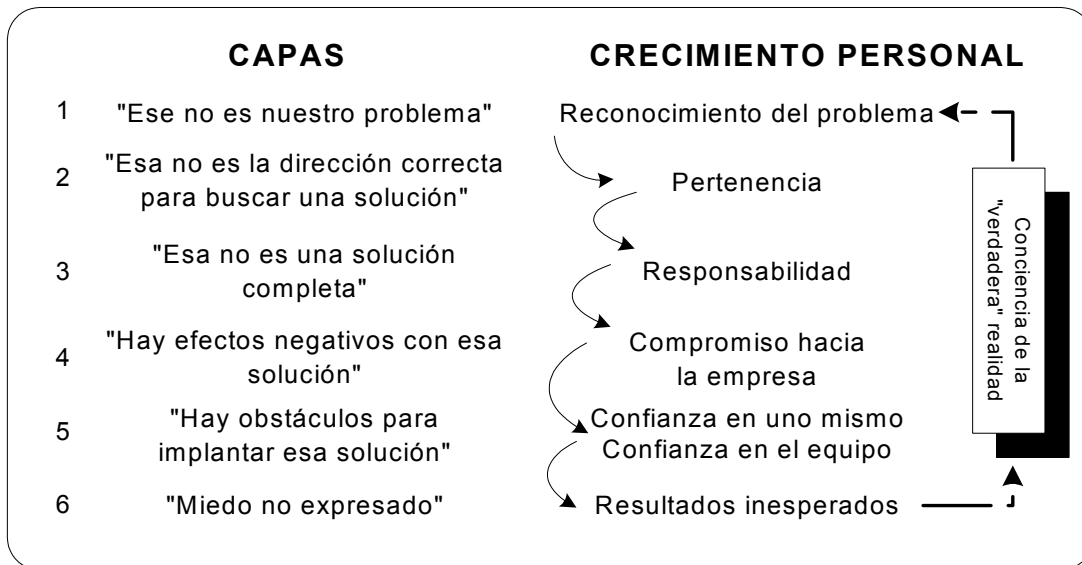 CAPAS
CRECIMIENTO PERSONAL
1
"Ese no es nuestro problema"
Reconocimiento del problema
2
"Esa no es la dirección correcta
para buscar una solución"
Pertenencia
3
"Esa no es una solución
completa"
Responsabilidad
4
"Hay efectos negativos con esa
solución"
Compromiso hacia
la empresa
5
"Hay obstáculos para
implantar esa solución"
Confianza en uno mismo
Confianza en el equipo
6
"Miedo no expresado"
Resultados inesperados
Conciencia de la
"verdadera" realidad